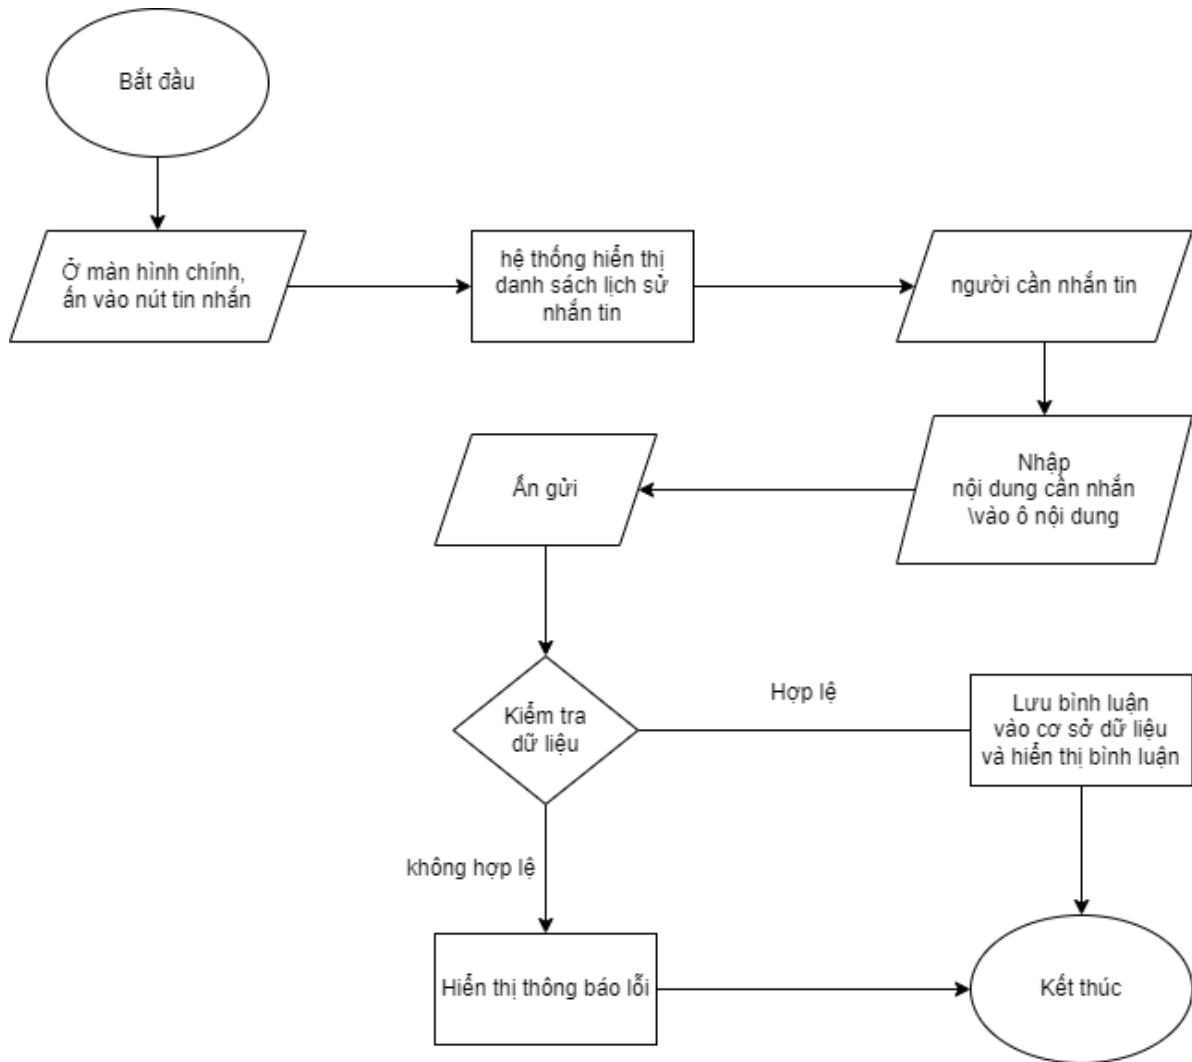 Bắt đầu
Ở màn hình chính,
ấn vào nút tin nhắn
hệ thống hiển thị
danh sách lịch sử
nhắn tin
người cần nhắn tin
Nhập
nội dung cần nhắn
\vào ô nội dung
Ấn gửi
Kiểm tra
dữ liệu
Hợp lệ
Lưu bình luận
vào cơ sở dữ liệu
và hiển thị bình luận
không hợp lệ
Hiển thị thông báo lỗi
Kết thúc